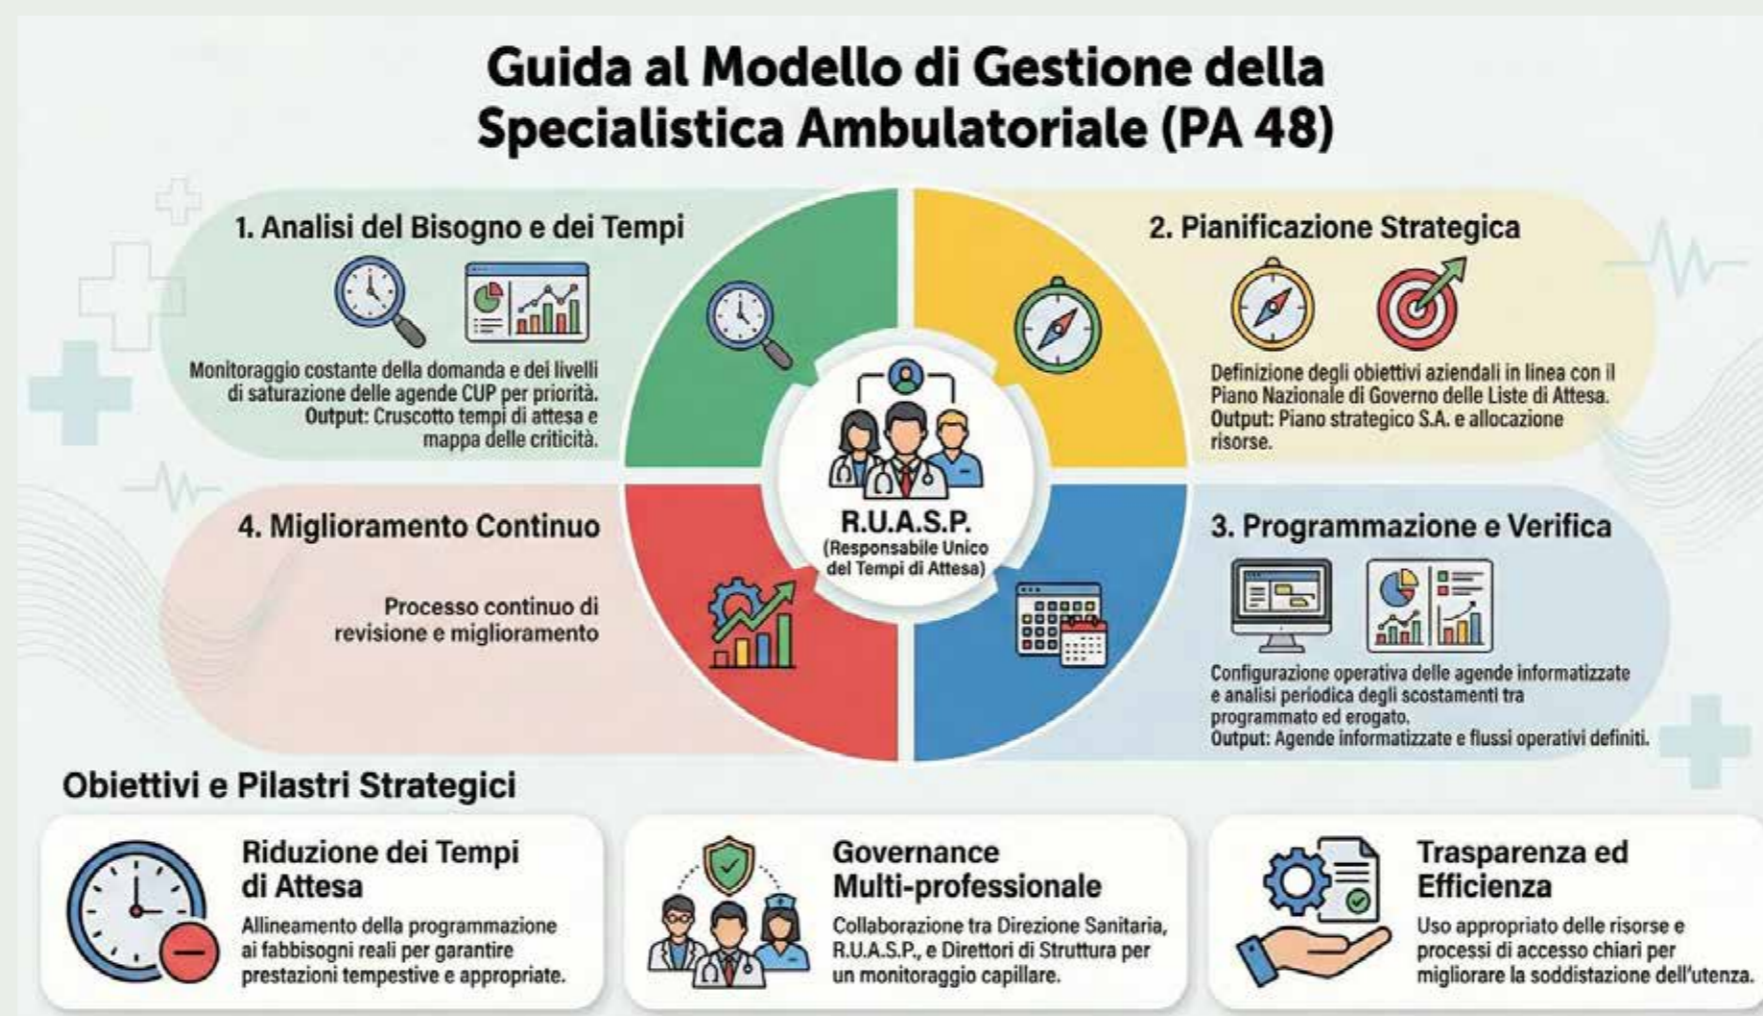 Guida al Modello di Gestione della
Specialistica Ambulatoriale (PA 48)
1. Analisi del Bisogno e dei Tempi
Monitoraggio costante della domanda e dei livelli
di saturazione delle agende CUP per priorità.
Output: Cruscotto tempi di attesa e
mappa delle criticità.
2. Pianificazione Strategica
Definizione degli obiettivi aziendali in linea con il
Piano Nazionale di Governo delle Liste di Attesa.
Output: Piano strategico S.A. e allocazione
risorse.
R.U.A.S.P.
(Responsabile Unico
del Tempi di Attesa)
3. Programmazione e Verifica
Configurazione operativa delle agende informatizzate
e analisi periodica degli scostamenti tra
programmato ed erogato.
Output: Agende informatizzate e flussi operativi definiti.
4. Miglioramento Continuo
Processo continuo di
revisione e miglioramento
Obiettivi e Pilastri Strategici
Riduzione dei Tempi
di Attesa
Allineamento della programmazione
ai fabbisogni reali per garantire
prestazioni tempestive e appropriate.
Governance
Multi-professionale
Collaborazione tra Direzione Sanitaria,
R.U.A.S.P., e Direttori di Struttura per
un monitoraggio capillare.
Trasparenza ed
Efficienza
Uso appropriato delle risorse e
processi di accesso chiari per
migliorare la soddistazione dell'utenza.